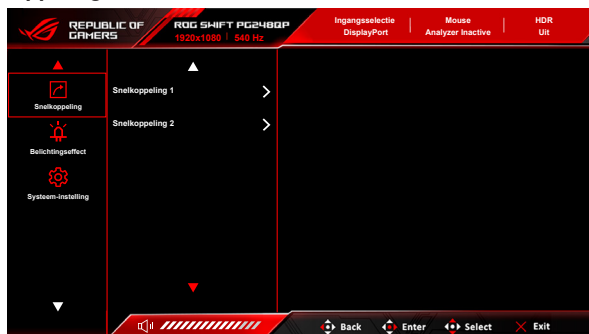 REPUBLIC OF
GAMERS
ROG SHIFT PG248QP
1920x1080 | 540 Hz
Ingangsselectie
DisplayPort
Mouse
Analyzer Inactive
HDR
Uit
Snelkoppeling
Belichtingseffect
Systeem-instelling
Snelkoppeling 1
Snelkoppeling 2
Back
Enter
Select
Exit